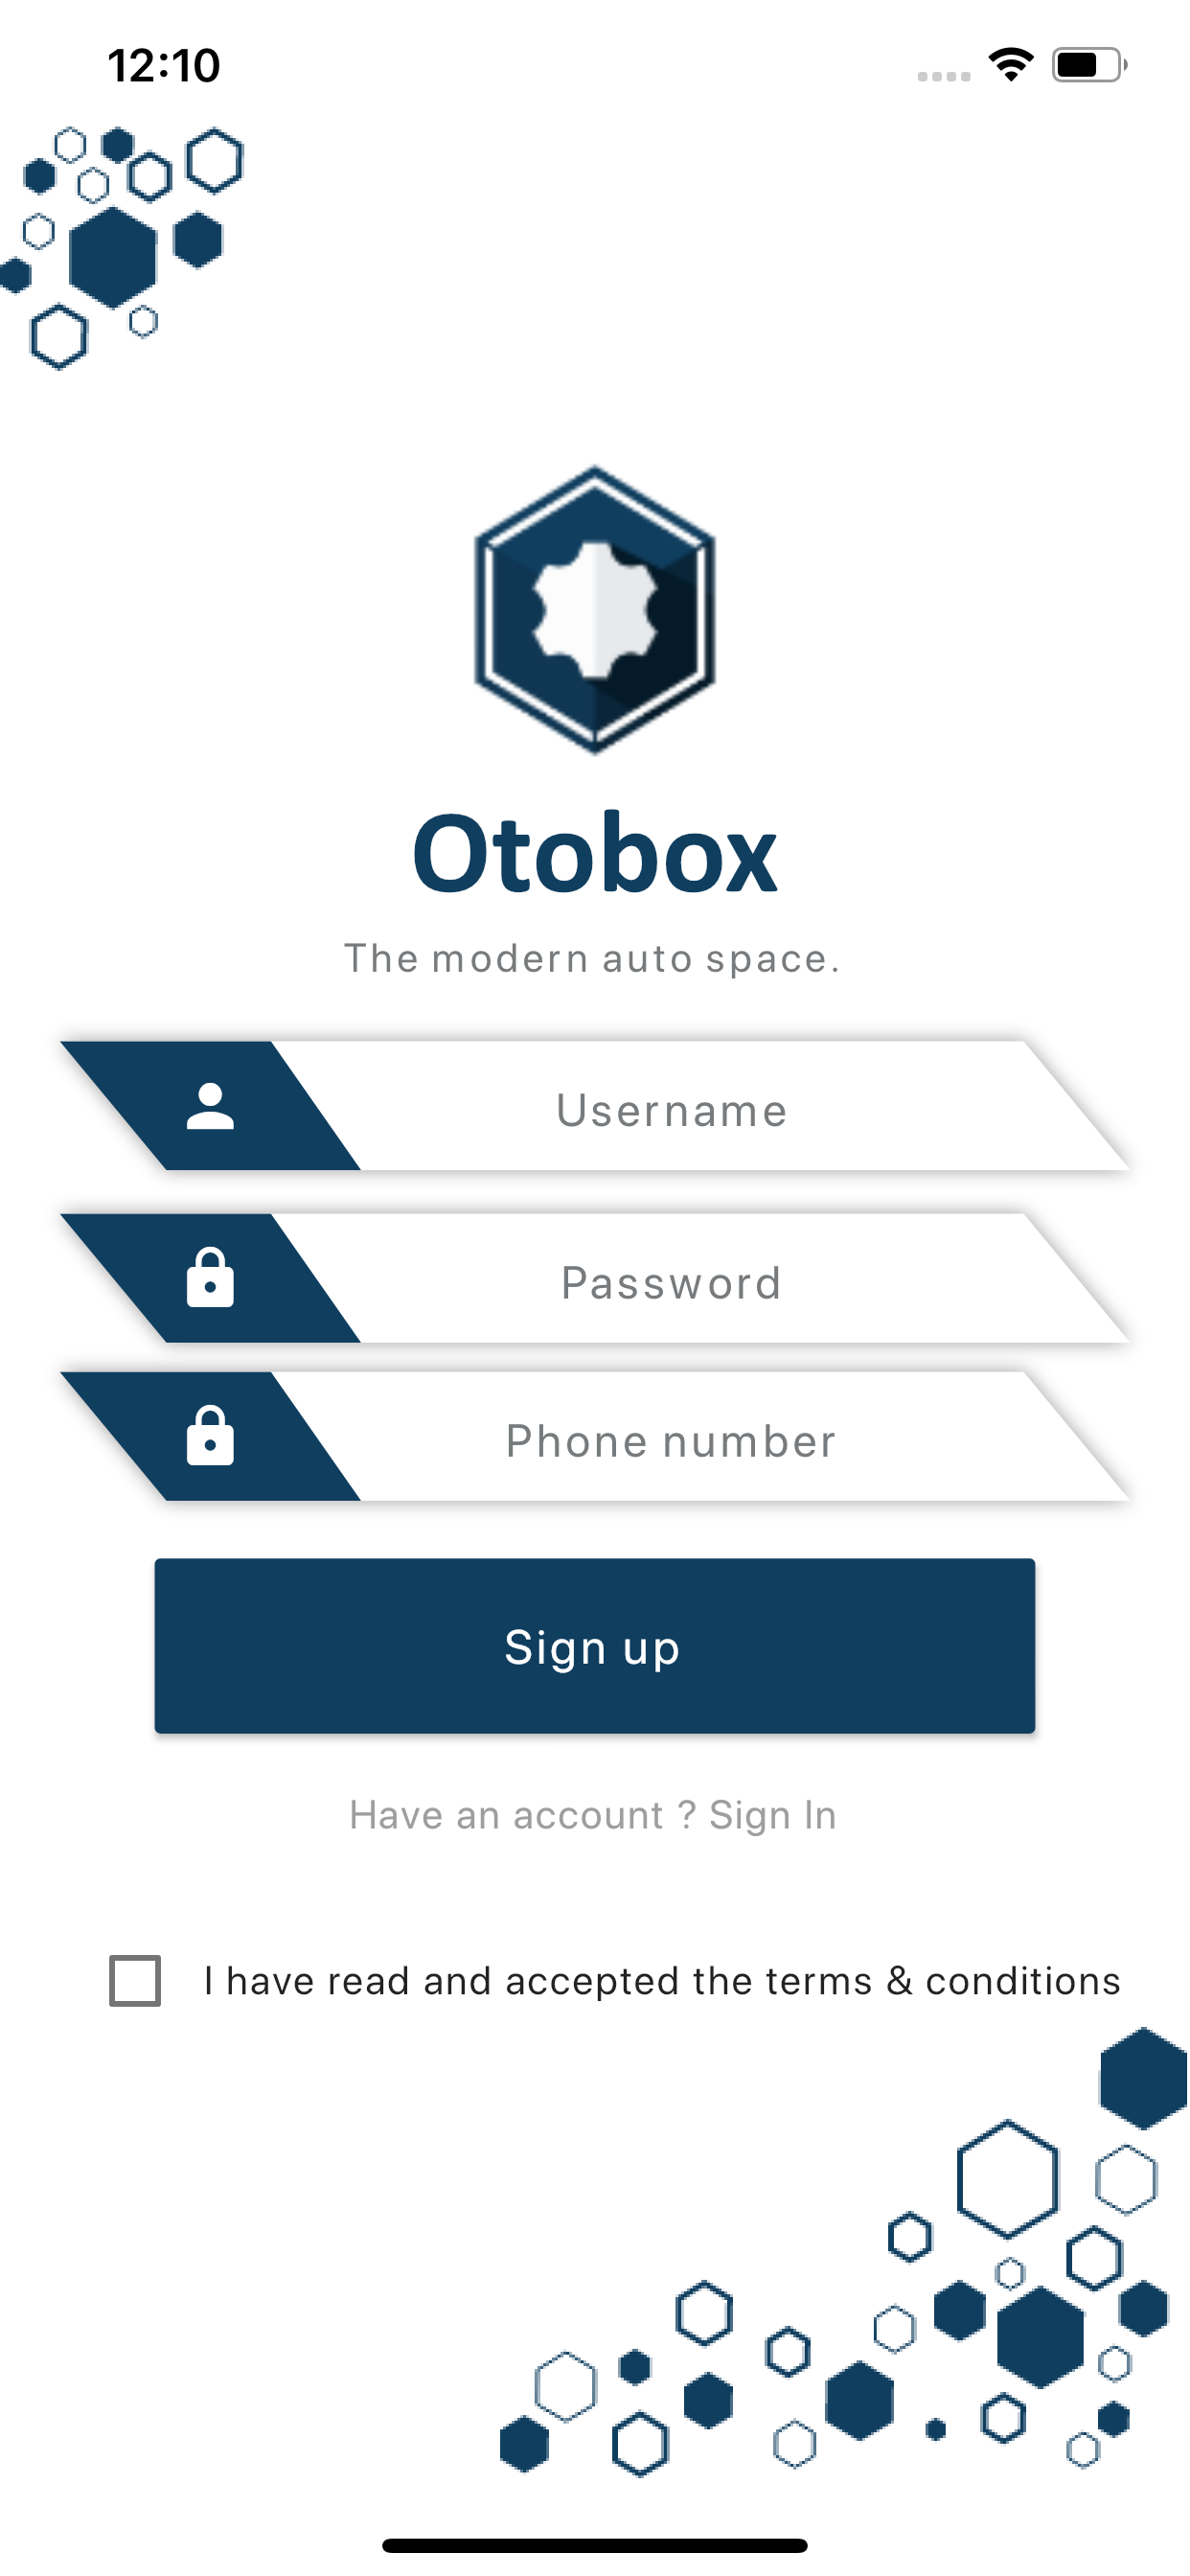 12:10
Otobox
The modern auto space.
Username
Password
Phone number
Sign up
Have an account ? Sign In
I have read and accepted the terms & conditions